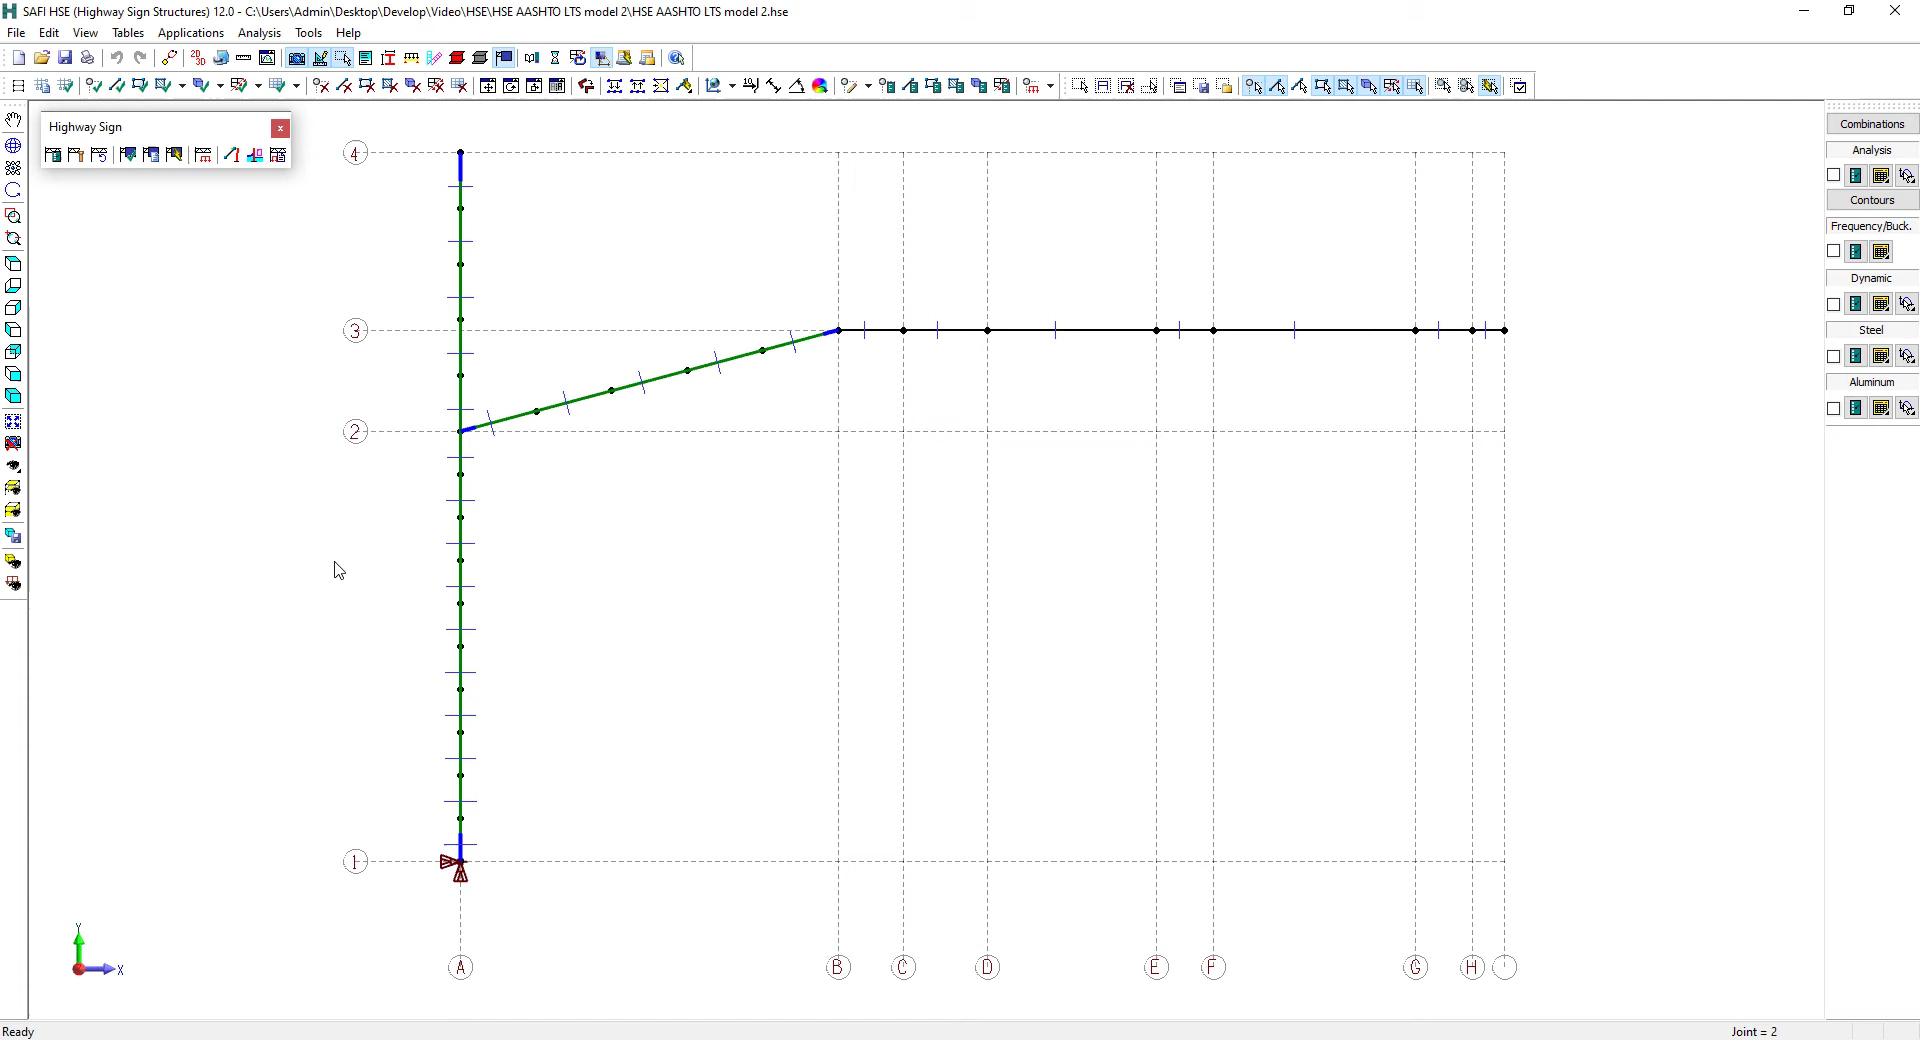 SAFI HSE (Highway Sign Structures) 12.0 - C:\Users\Admin\Desktop\Develop\Video\HSE\HSE AASHTO LTS model 2\HSE AASHTO LTS model 2.hse
File Edit View Tables Applications Analysis Tools Help
2D
3D
Highway Sign
x
Combinations
Analysis
Contours
Frequency/Buck.
Dynamic
Steel
Aluminum
4
3
2
1
Y
X
A B C D E F G H
Ready
Joint = 2